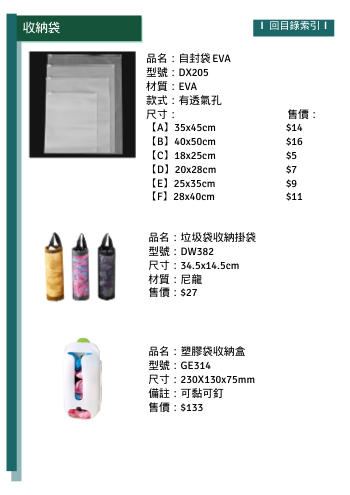 收納袋
I 回目錄索引 I
品名：自封袋 EVA
型號：DX205
材質：EVA
款式：有透氣孔
尺寸： 售價：
【A】35x45cm $14
【B】40x50cm $16
【C】18x25cm $5
【D】20x28cm $7
【E】25x35cm $9
【F】28x40cm $11
品名：垃圾袋收納掛袋
型號：DW382
尺寸：34.5x14.5cm
材質：尼龍
售價：$27
品名：塑膠袋收納盒
型號：GE314
尺寸：230X130x75mm
備註：可黏可釘
售價：$133